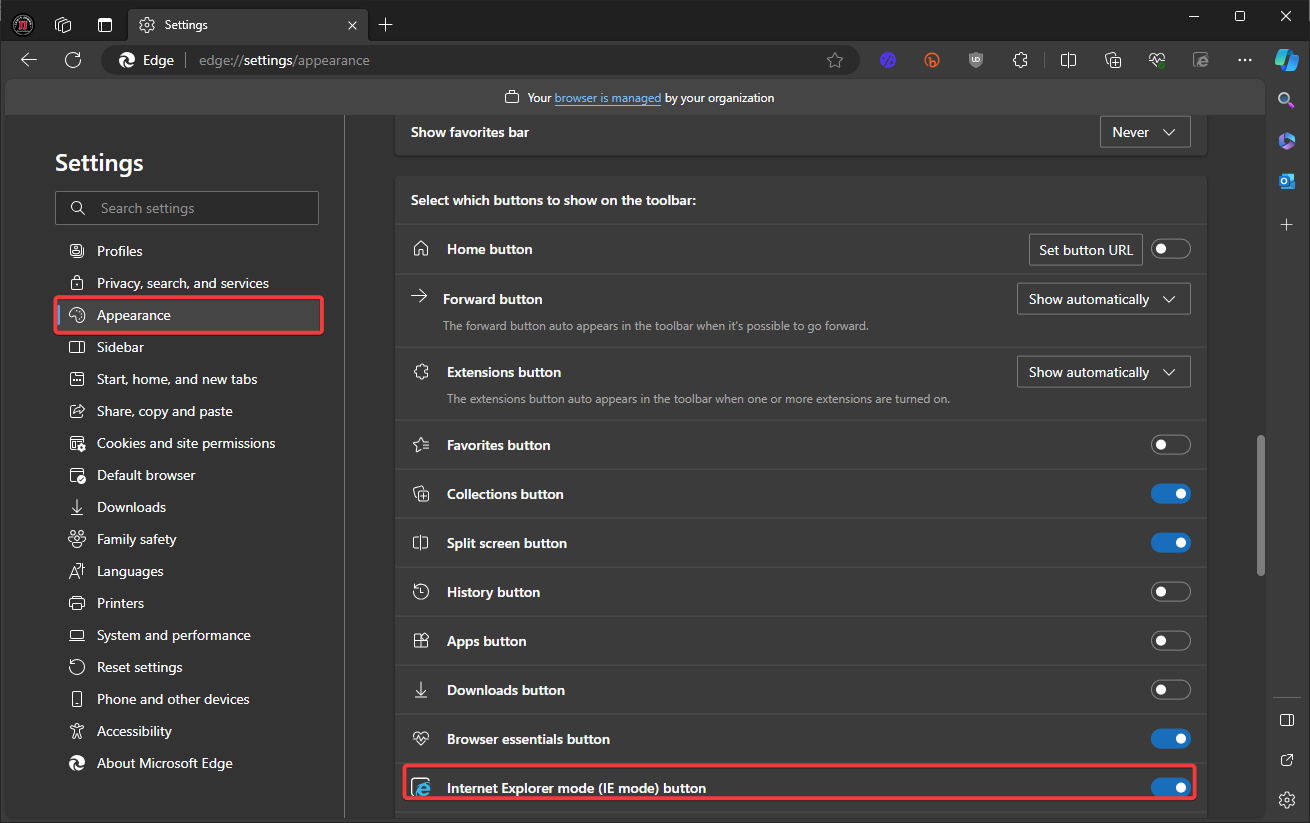 Settings
Edge
edge://settings/appearance
Your browser is managed by your organization
Settings
Search settings
Profiles
Privacy, search, and services
Appearance
Sidebar
Start, home, and new tabs
Share, copy and paste
Cookies and site permissions
Default browser
Downloads
Family safety
Languages
Printers
System and performance
Reset settings
Phone and other devices
Accessibility
About Microsoft Edge
Show favorites bar
Never
Select which buttons to show on the toolbar:
Home button
Set button URL
Forward button
Show automatically
The forward button auto appears in the toolbar when it's possible to go forward.
Extensions button
Show automatically
The extensions button auto appears in the toolbar when one or more extensions are turned on.
Favorites button
Collections button
Split screen button
History button
Apps button
Downloads button
Browser essentials button
Internet Explorer mode (IE mode) button